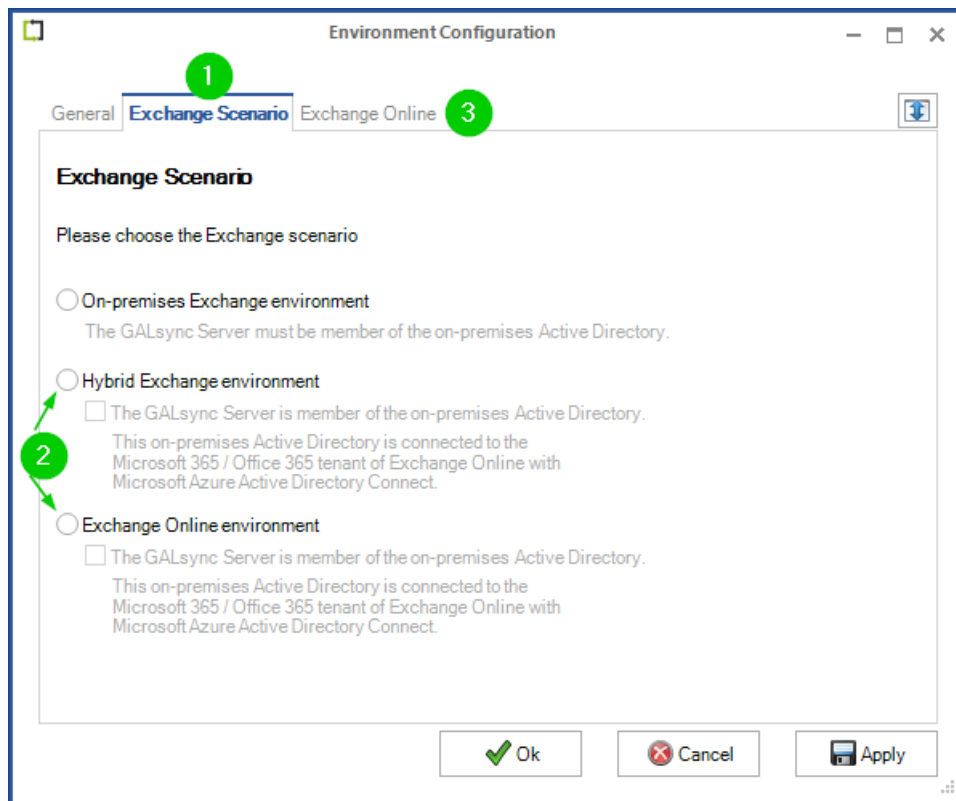 Environment Configuration
1
General Exchange Scenario Exchange Online 3
Exchange Scenario
Please choose the Exchange scenario
On-premises Exchange environment
The GALsync Server must be member of the on-premises Active Directory.
Hybrid Exchange environment
The GALsync Server is member of the on-premises Active Directory.
This on-premises Active Directory is connected to the
2
Microsoft 365 / Office 365 tenant of Exchange Online with
Microsoft Azure Active Directory Connect.
Exchange Online environment
The GALsync Server is member of the on-premises Active Directory.
This on-premises Active Directory is connected to the
Microsoft 365 / Office 365 tenant of Exchange Online with
Microsoft Azure Active Directory Connect.
Ok Cancel Apply